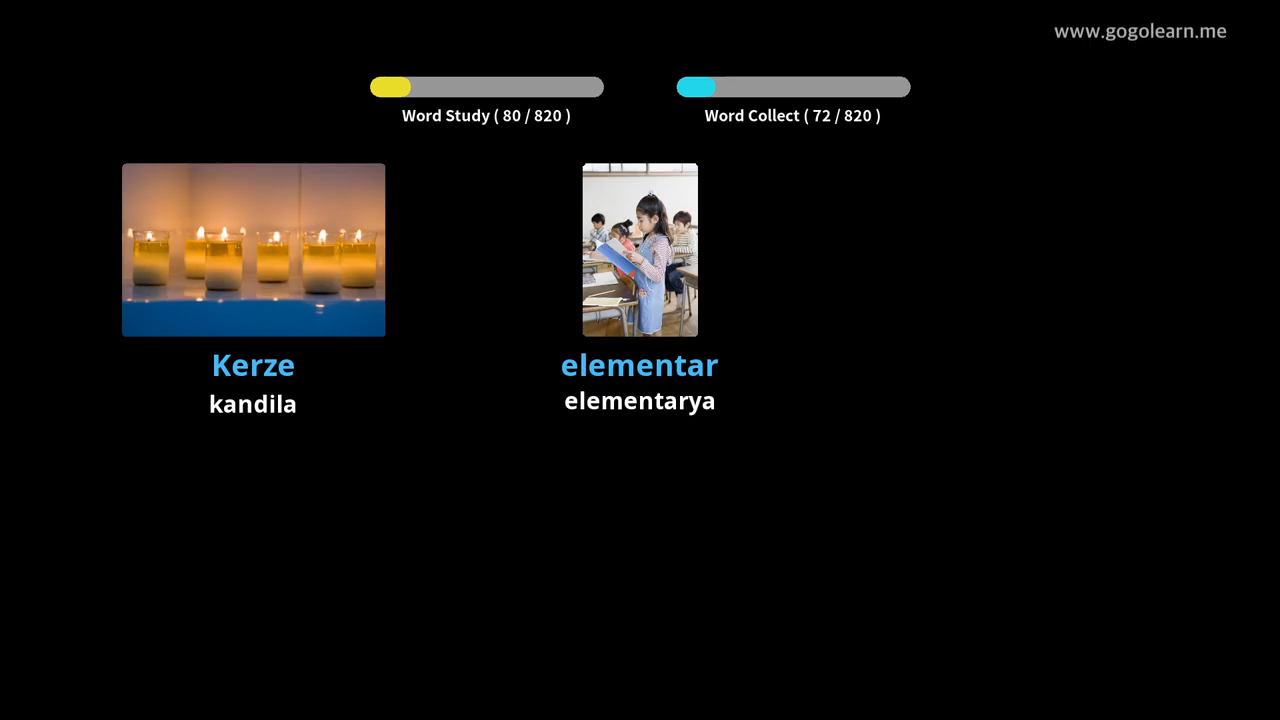 www.gogolearn.me
Word Study ( 80 / 820 )
Word Collect ( 72 / 820 )
Kerze
kandila
elementar
elementarya